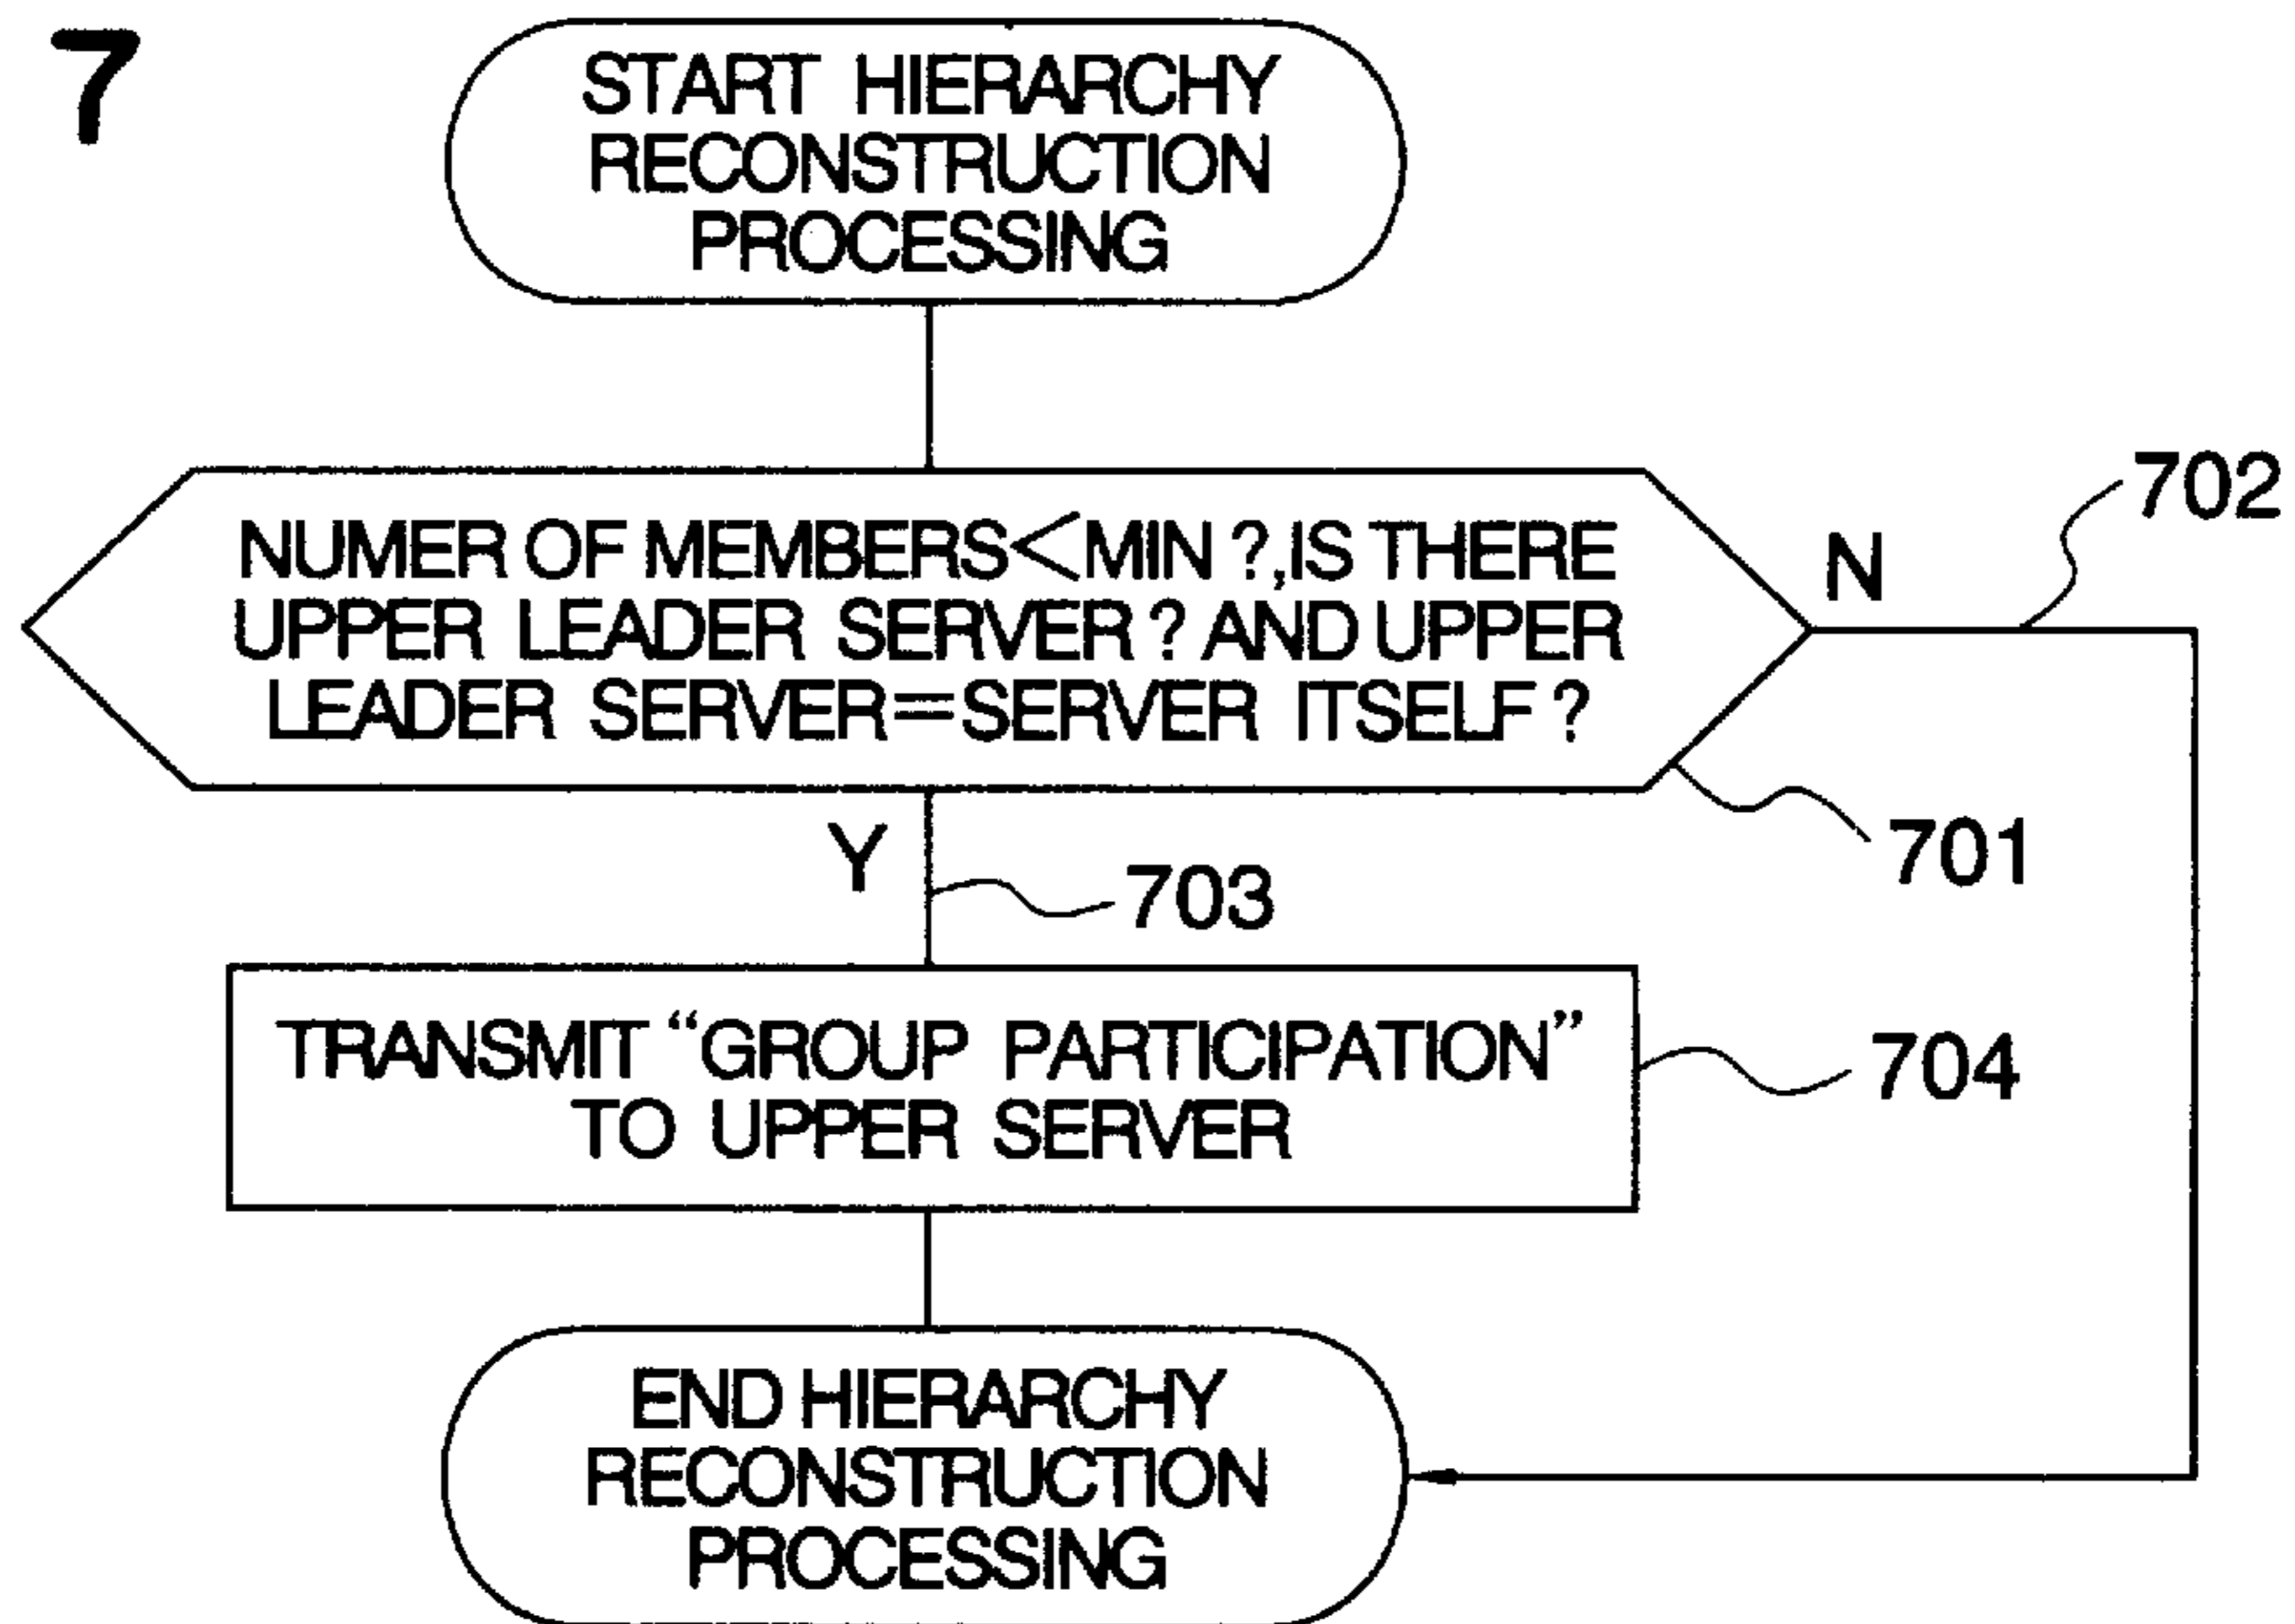 7
START HIERARCHY
RECONSTRUCTION
PROCESSING
702
NUMER OF MEMBERS<MIN ?,IS THERE
UPPER LEADER SERVER ? AND UPPER
LEADER SERVER=SERVER ITSELF ?
N
701
Y
703
TRANSMIT “GROUP PARTICIPATION”
TO UPPER SERVER
704
END HIERARCHY
RECONSTRUCTION
PROCESSING